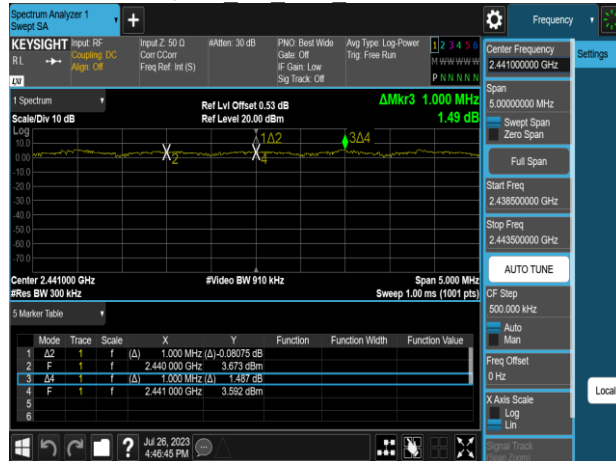 Spectrum Analyzer 1
Swept SA
+
Frequency
KEYSIGHT
Input: RF
Input Z: 50 Ω
#Atten: 30 dB
PNO: Best Wide
Avg Type: Log-Power
1 2 3 4 5 6
RL
Coupling: DC
Corr CCorr
Gate: Off
Trig: Free Run
M W W W W W
Align: Off
Freq Ref: Int (S)
IF Gain: Low
Sig Track: Off
P N N N N N
LXI
Center Frequency
2.441000000 GHz
Settings
Span
5.00000000 MHz
Swept Span
Zero Span
Full Span
Start Freq
2.438500000 GHz
Stop Freq
2.443500000 GHz
AUTO TUNE
CF Step
500.000 kHz
Auto
Man
Freq Offset
0 Hz
X Axis Scale
Log
Lin
Local
Signal Track
(Span Zoom)
1 Spectrum
Ref Lvl Offset 0.53 dB
ΔMkr3 1.000 MHz
Scale/Div 10 dB
Ref Level 20.00 dBm
1.49 dB
Log
10.0
0.00
-10.0
-20.0
-30.0
-40.0
-50.0
-60.0
-70.0
1Δ2
3Δ4
2
4
Center 2.441000 GHz
#Video BW 910 kHz
Span 5.000 MHz
#Res BW 300 kHz
Sweep 1.00 ms (1001 pts)
5 Marker Table
Mode Trace Scale X Y Function Function Width Function Value
1 Δ2 1 f (Δ) 1.000 MHz (Δ) -0.08075 dB
2 F 1 f 2.440 000 GHz 3.673 dBm
3 Δ4 1 f (Δ) 1.000 MHz (Δ) 1.487 dB
4 F 1 f 2.441 000 GHz 3.592 dBm
5
6
?
Jul 26, 2023
4:46:45 PM